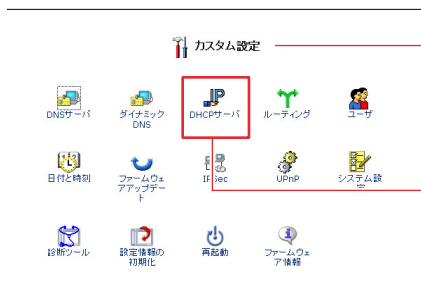 カスタム設定
DNSサーバ
ダイナミック
DNS
DHCPサーバ
ルーティング
ユーザ
日付と時刻
ファームウェ
アアップデー
ト
IPSec
UPnP
システム設
定
診断ツール
設定情報の
初期化
再起動
ファームウェ
ア情報